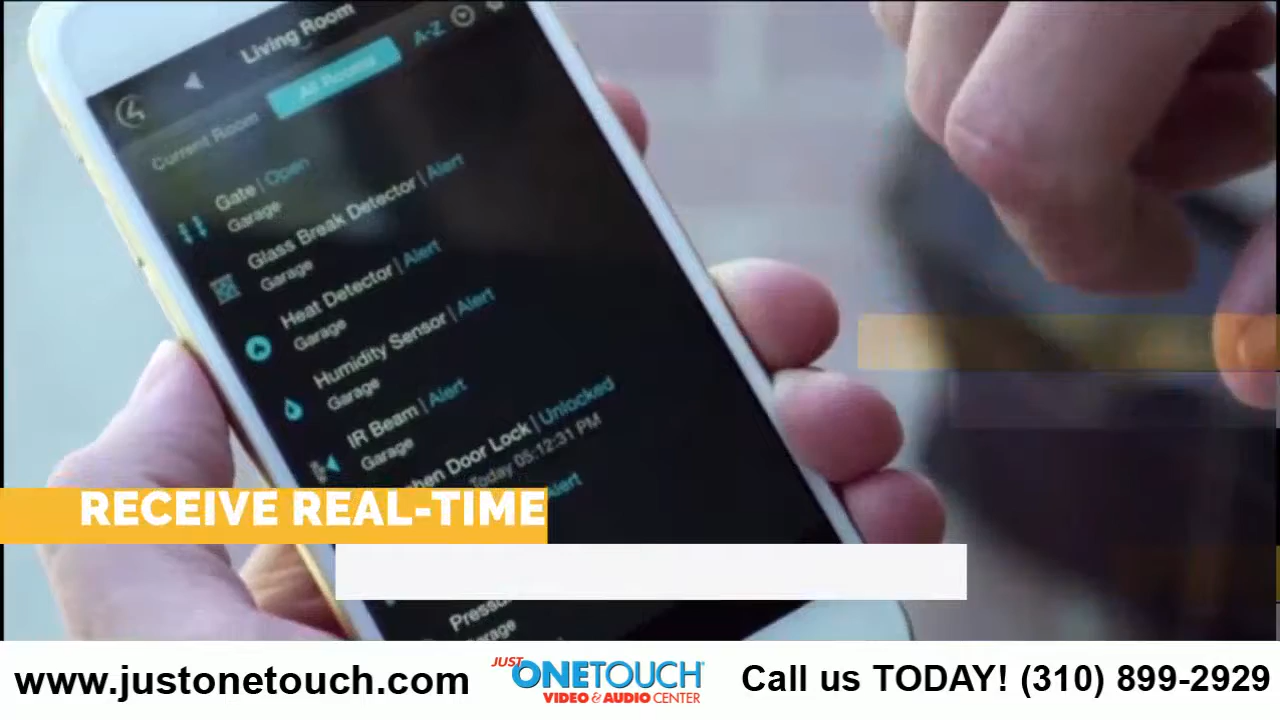 Living Room
All Rooms
A-Z
Current Room
Gate | Open
Garage
Glass Break Detector | Alert
Garage
Heat Detector | Alert
Garage
Humidity Sensor | Alert
Garage
IR Beam | Alert
Garage
Door Lock | Unlocked
Today 05:12:31 PM
RECEIVE REAL-TIME
Garage
www.justonetouch.com
JUST
ONETOUCH®
VIDEO & AUDIO CENTER
Call us TODAY! (310) 899-2929